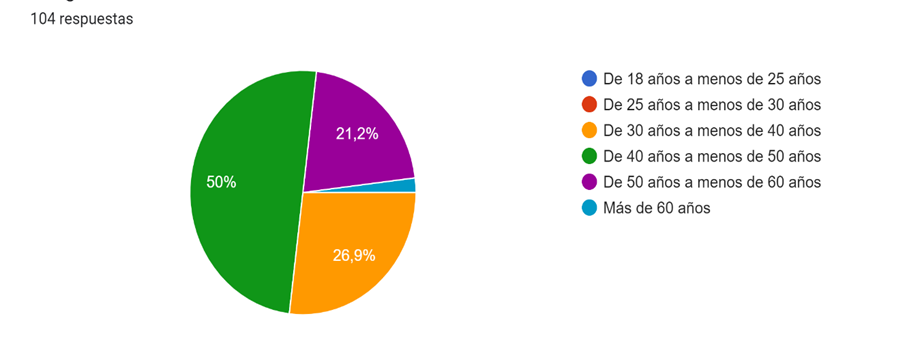 104 respuestas
21,2%
50%
26,9%
De 18 años a menos de 25 años
De 25 años a menos de 30 años
De 30 años a menos de 40 años
De 40 años a menos de 50 años
De 50 años a menos de 60 años
Más de 60 años